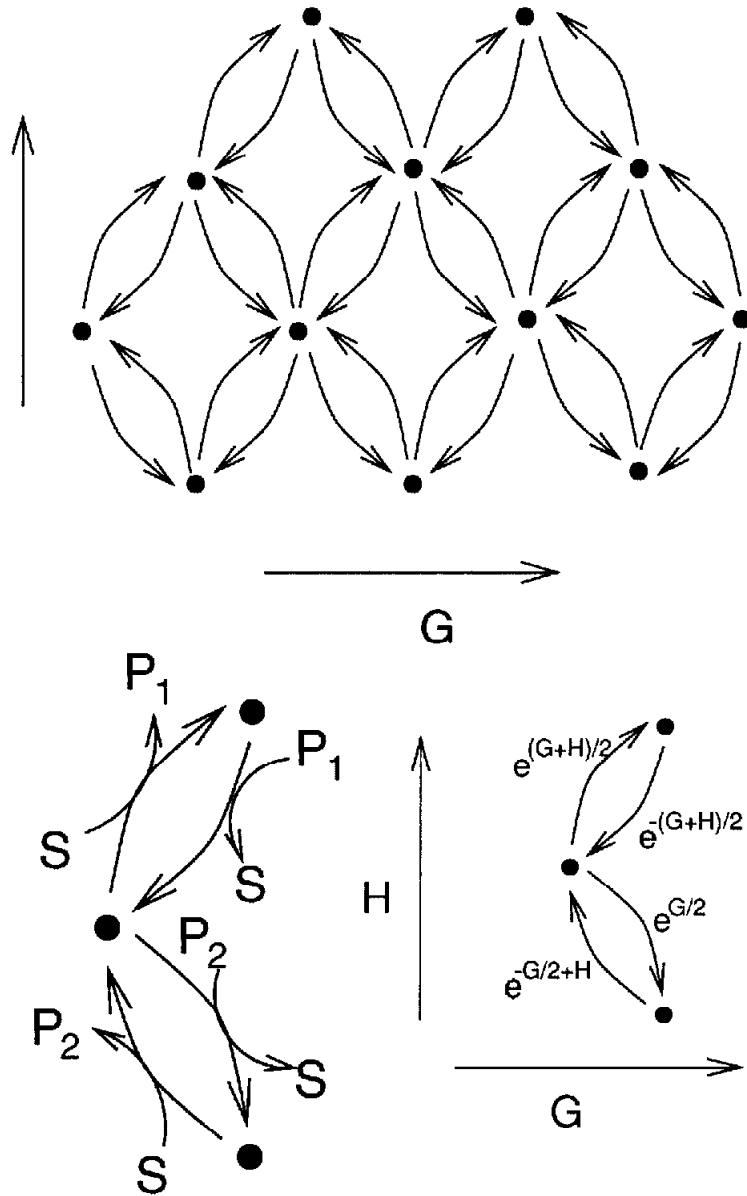 G
P₁
P₁
S
S
P₂
P₂
S
S
H
e^(G+H)/2
e^-(G+H)/2
e^G/2
e^-G/2+H
G